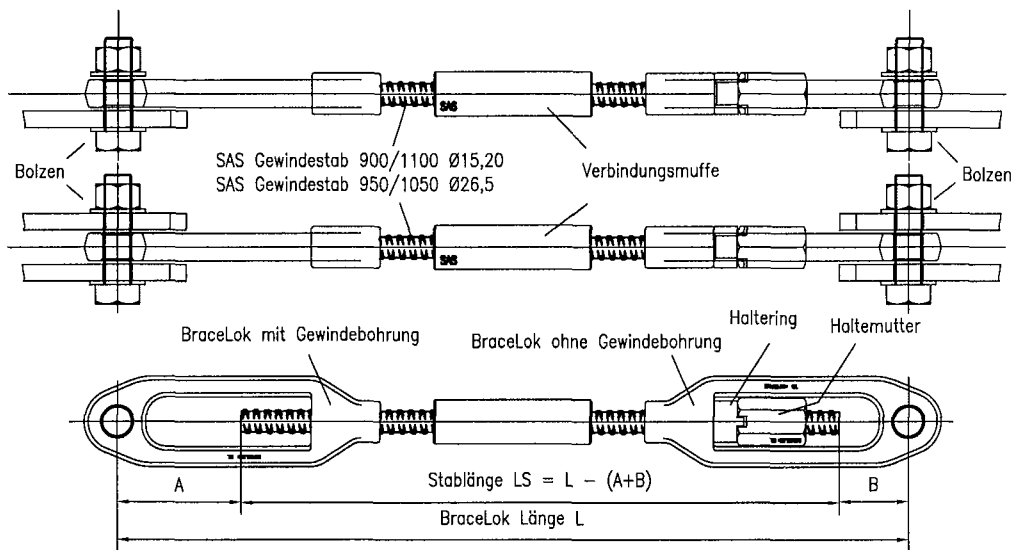 SAS
Bolzen
SAS Gewindestab 900/1100 Ø15,20
SAS Gewindestab 950/1050 Ø26,5
Verbindungsmuffe
Bolzen
SAS
BraceLok mit Gewindebohrung
BraceLok ohne Gewindebohrung
Haltering
Haltemutter
A
Stablänge LS = L – (A+B)
B
BraceLok Länge L